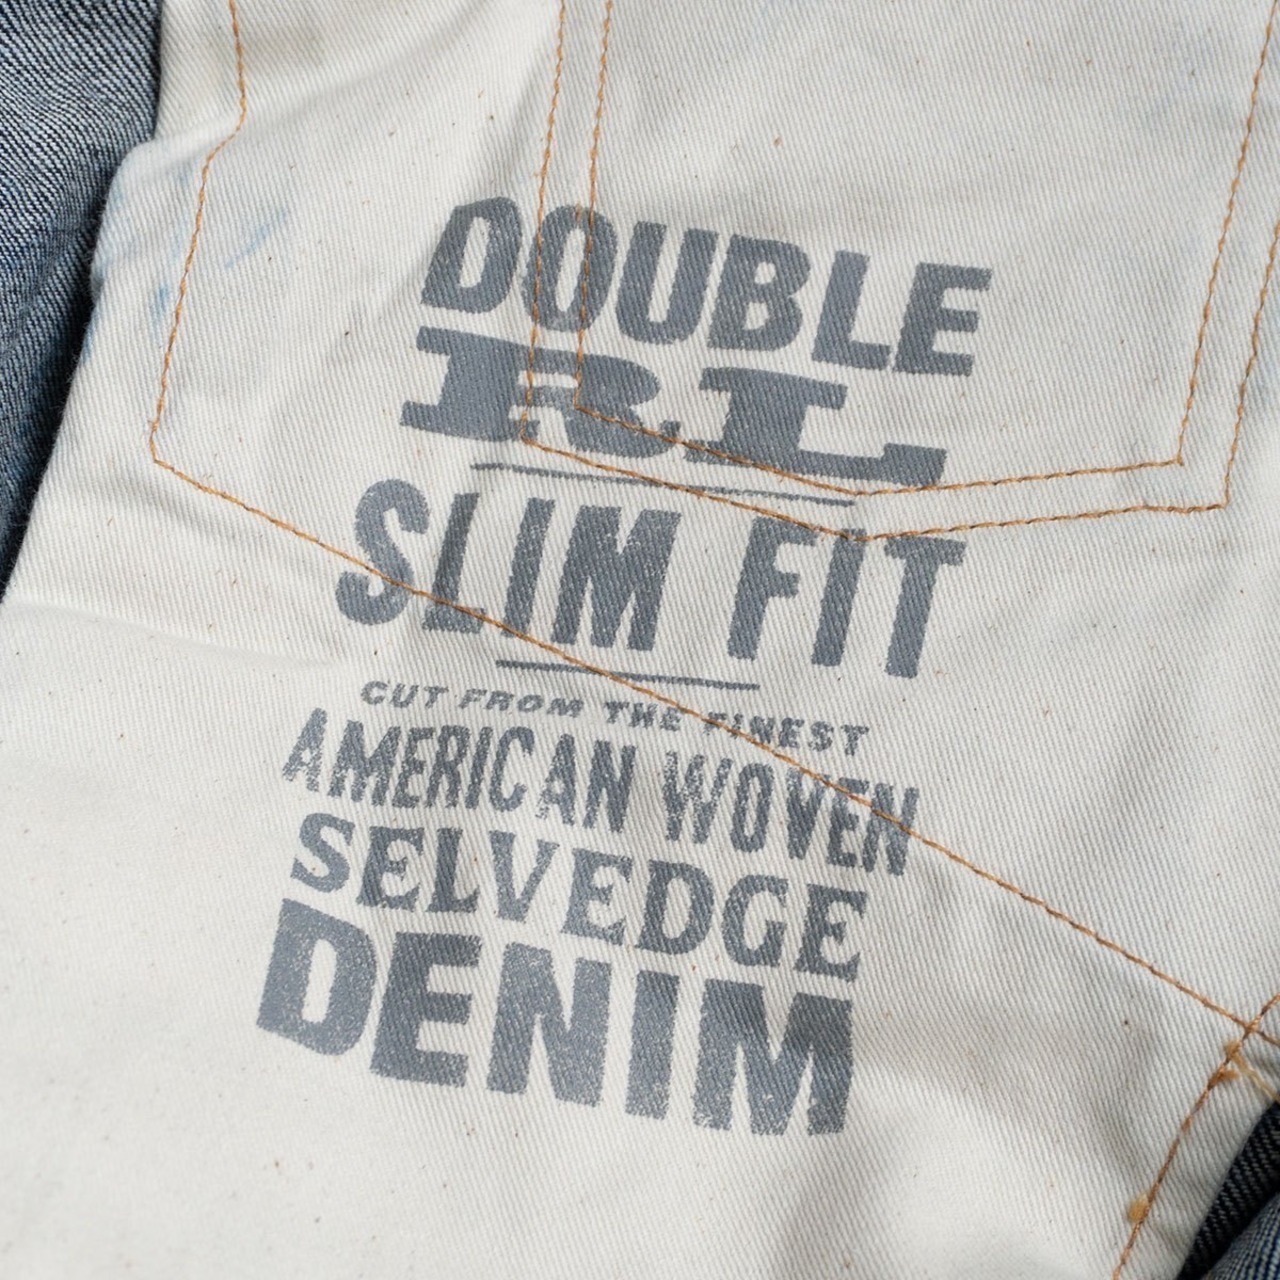 DOUBLE
RL
SLIM FIT
CUT FROM THE FINEST
AMERICAN WOVEN
SELVEDGE
DENIM